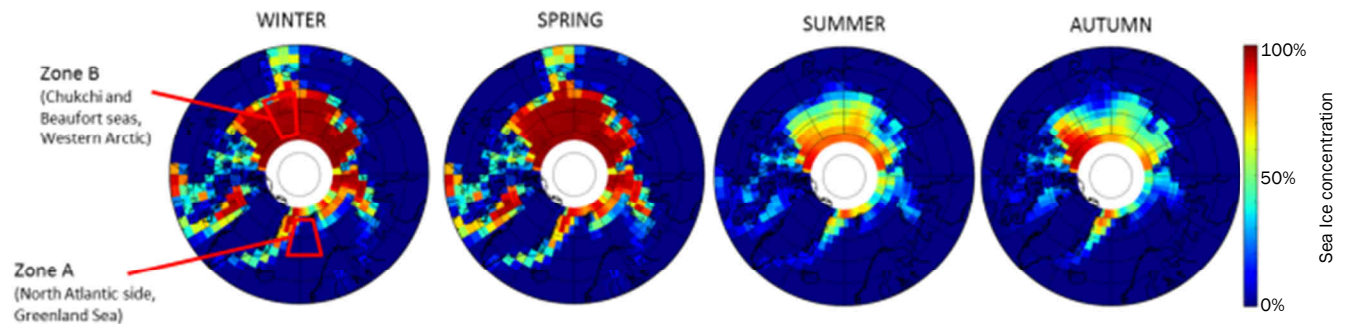 WINTER
SPRING
SUMMER
AUTUMN
Zone B
(Chukchi and
Beaufort seas,
Western Arctic)
Zone A
(North Atlantic side,
Greenland Sea)
100%
50%
0%
Sea Ice concentration